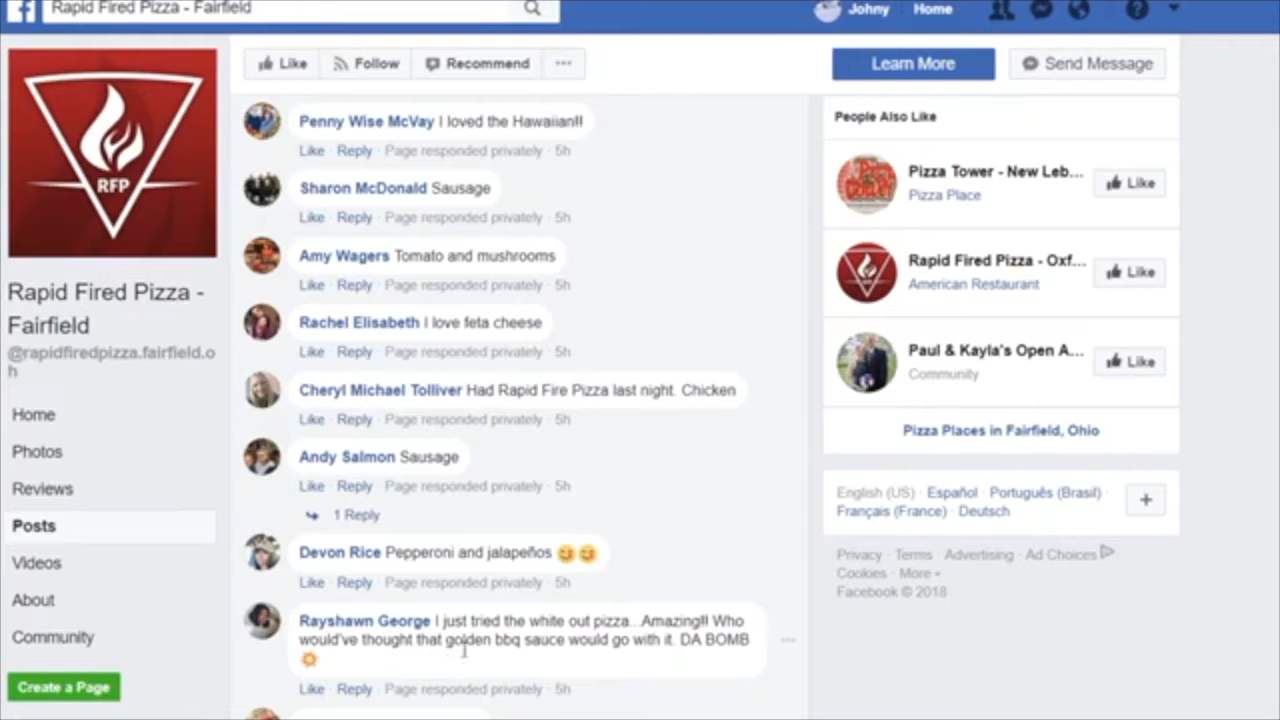 Rapid Fired Pizza - Fairfield
Johny Home
Like Follow Recommend ...
Learn More Send Message
RFP
Rapid Fired Pizza -
Fairfield
@rapidfiredpizza.fairfield.o
h
Home
Photos
Reviews
Posts
Videos
About
Community
Create a Page
Penny Wise McVay I loved the Hawaiian!!
Like · Reply · Page responded privately · 5h
Sharon McDonald Sausage
Like · Reply · Page responded privately · 5h
Amy Wagers Tomato and mushrooms
Like · Reply · Page responded privately · 5h
Rachel Elisabeth I love feta cheese
Like · Reply · Page responded privately · 5h
Cheryl Michael Tolliver Had Rapid Fire Pizza last night. Chicken
Like · Reply · Page responded privately · 5h
Andy Salmon Sausage
Like · Reply · Page responded privately · 5h
1 Reply
Devon Rice Pepperoni and jalapeños 😋😋
Like · Reply · Page responded privately · 5h
Rayshawn George I just tried the white out pizza...Amazing!! Who
would've thought that golden bbq sauce would go with it. DA BOMB
Like · Reply · Page responded privately · 5h
People Also Like
Pizza Tower - New Leb...
Pizza Place
Like
Rapid Fired Pizza - Oxf...
American Restaurant
Like
Paul & Kayla's Open A...
Community
Like
Pizza Places in Fairfield, Ohio
English (US) · Español · Português (Brasil) ·
Français (France) · Deutsch
Privacy · Terms · Advertising · Ad Choices
Cookies · More
Facebook © 2018